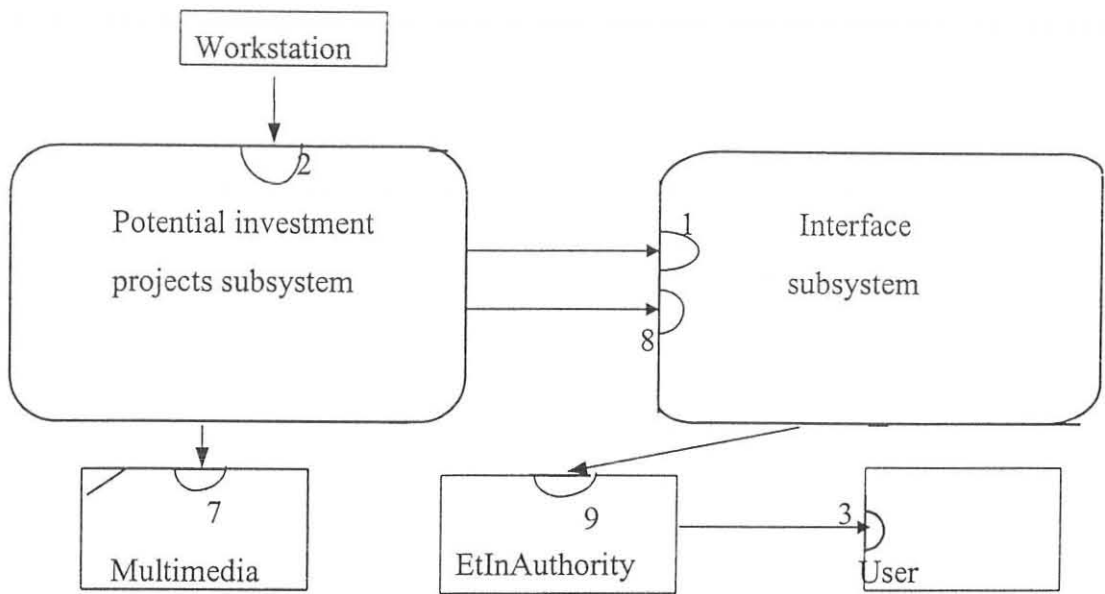 Workstation
2
Potential investment
projects subsystem
1
Interface
subsystem
8
7
Multimedia
9
EtInAuthority
3
User